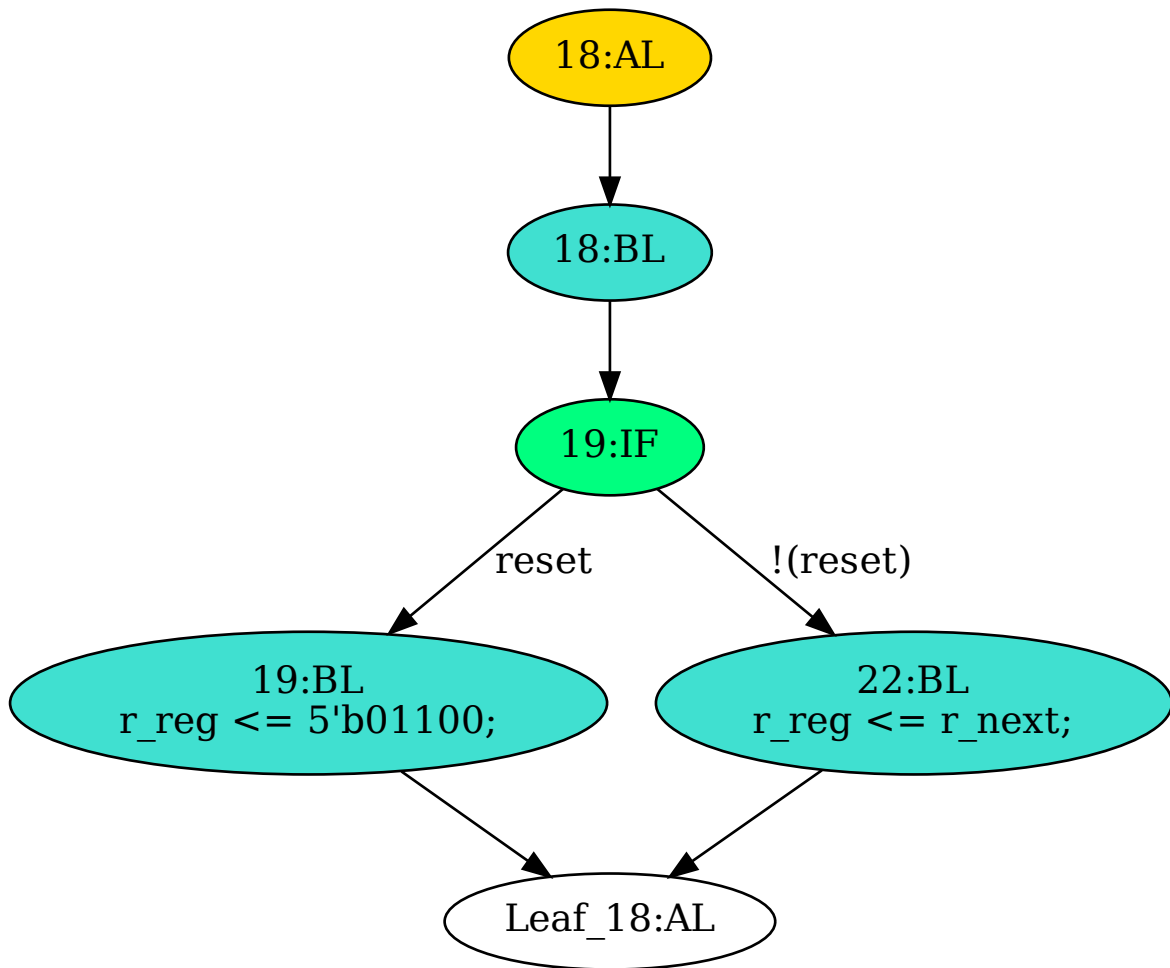 18:AL
18:BL
19:IF
reset
!(reset)
19:BL
r_reg <= 5'b01100;
22:BL
r_reg <= r_next;
Leaf_18:AL